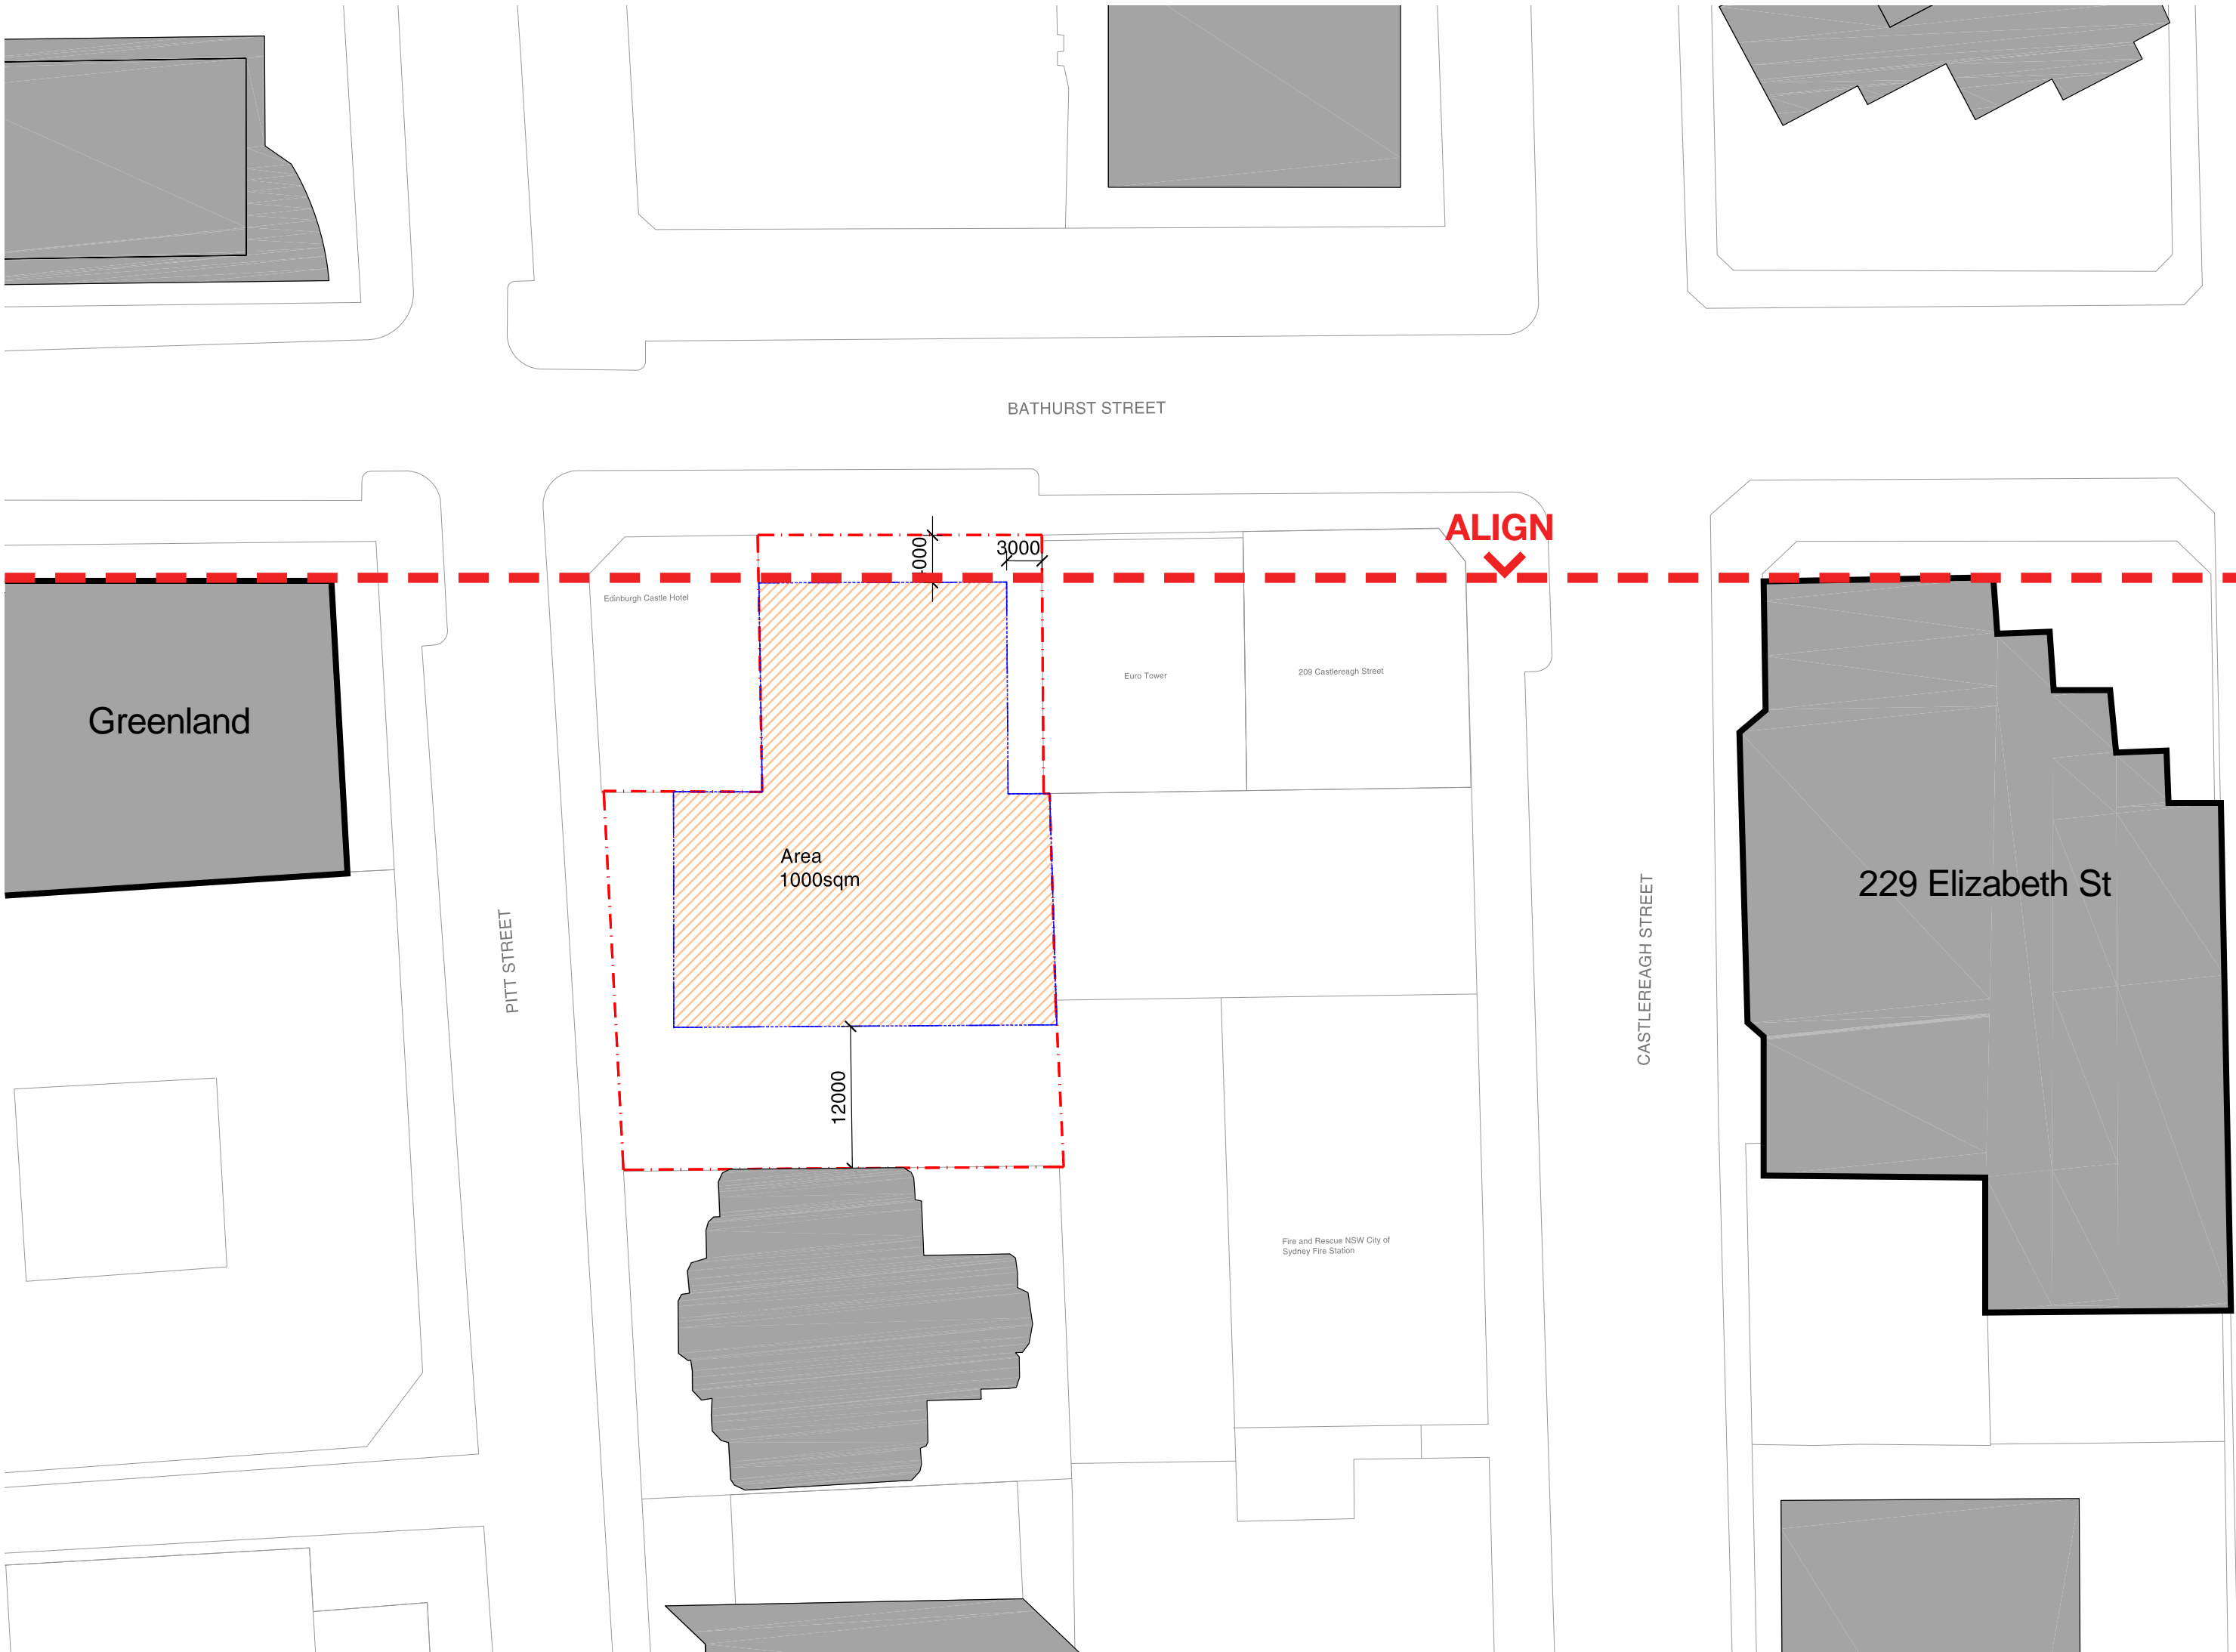 BATHURST STREET
ALIGN
3000
Edinburgh Castle Hotel
Euro Tower
209 Castlereagh Street
Greenland
Area
1000sqm
229 Elizabeth St
PITT STREET
CASTLEREAGH STREET
12000
Fire and Rescue NSW City of
Sydney Fire Station